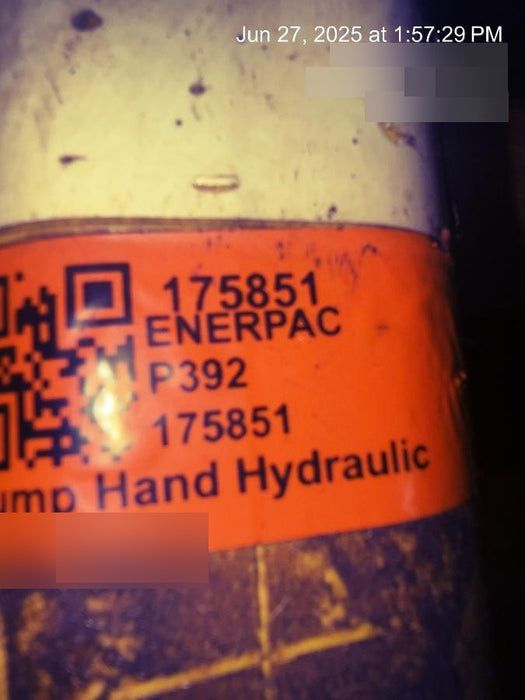 Jun 27, 2025 at 1:57:29 PM
175851
ENERPAC
P392
175851
ump Hand Hydraulic